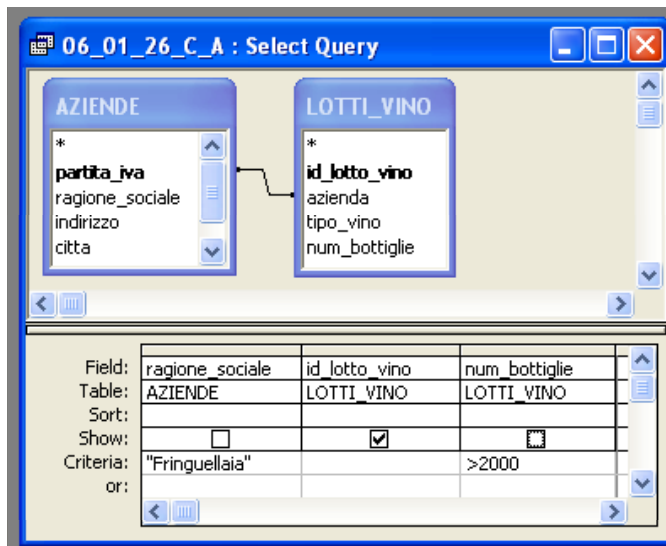 06_01_26_C_A : Select Query
AZIENDE
*
partita_iva
ragione_sociale
indirizzo
citta
LOTTI_VINO
*
id_lotto_vino
azienda
tipo_vino
num_bottiglie
Field: ragione_sociale id_lotto_vino num_bottiglie
Table: AZIENDE LOTTI_VINO LOTTI_VINO
Sort:
Show:
Criteria: "Fringuellaia" >2000
or: